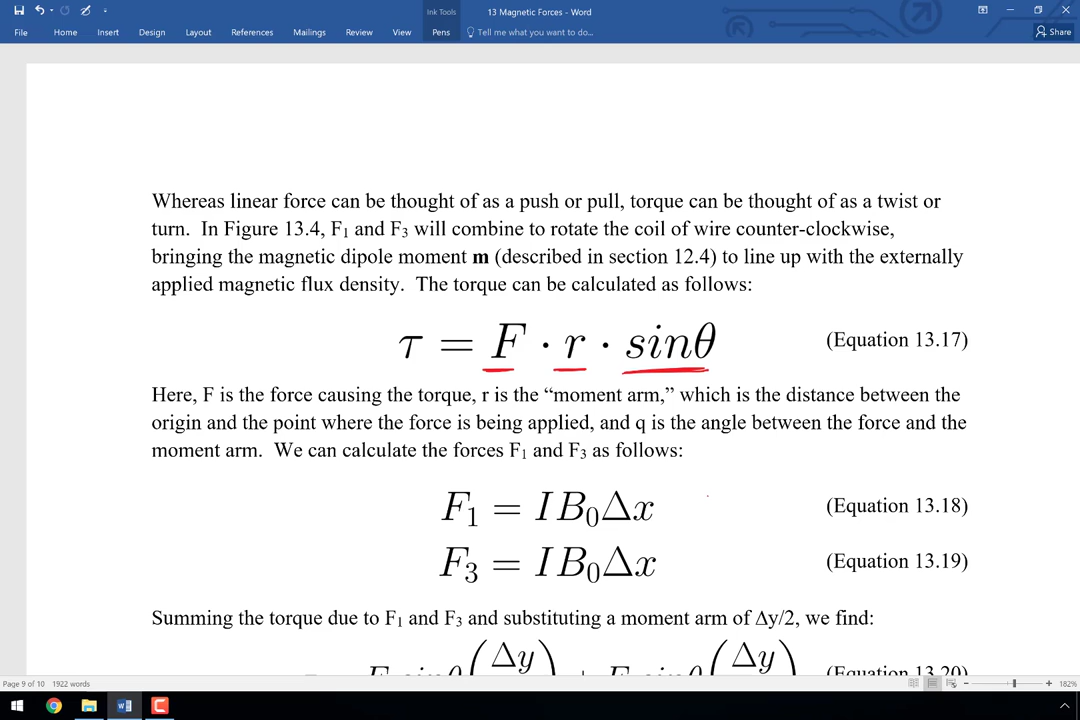 Ink Tools
13 Magnetic Forces - Word
File Home Insert Design Layout References Mailings Review View Pens Tell me what you want to do... Share
Whereas linear force can be thought of as a push or pull, torque can be thought of as a twist or
turn. In Figure 13.4, F₁ and F₃ will combine to rotate the coil of wire counter-clockwise,
bringing the magnetic dipole moment m (described in section 12.4) to line up with the externally
applied magnetic flux density. The torque can be calculated as follows:
τ = F · r · sinθ (Equation 13.17)
Here, F is the force causing the torque, r is the “moment arm,” which is the distance between the
origin and the point where the force is being applied, and q is the angle between the force and the
moment arm. We can calculate the forces F₁ and F₃ as follows:
F₁ = IB₀Δx (Equation 13.18)
F₃ = IB₀Δx (Equation 13.19)
Summing the torque due to F₁ and F₃ and substituting a moment arm of Δy/2, we find:
(Δy) + (Δy) (Equation 13.20)
Page 9 of 10 1922 words 182%